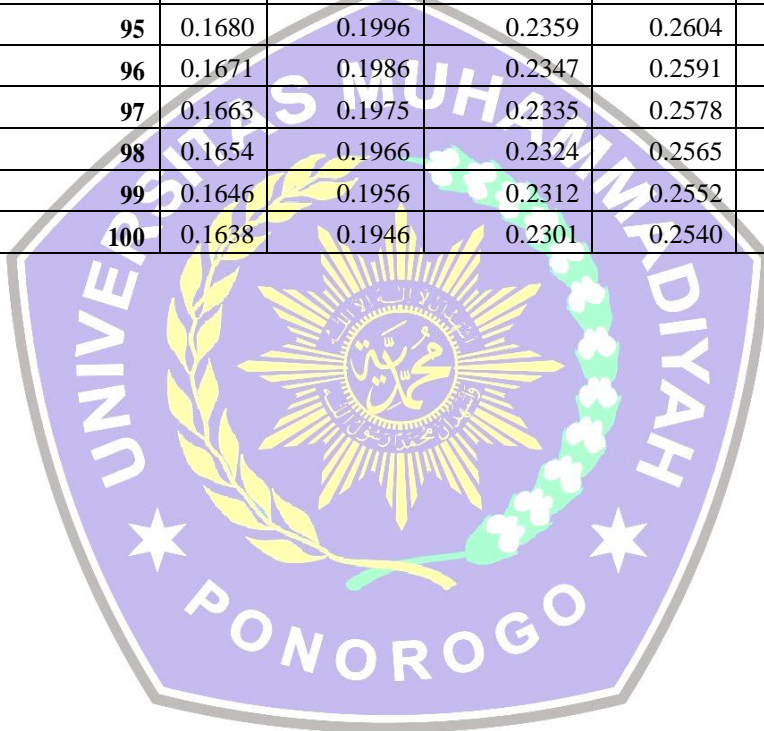 95 0.1680 0.1996 0.2359 0.2604
96 0.1671 0.1986 0.2347 0.2591
97 0.1663 0.1975 0.2335 0.2578
98 0.1654 0.1966 0.2324 0.2565
99 0.1646 0.1956 0.2312 0.2552
100 0.1638 0.1946 0.2301 0.2540
UNIVERSITAS MUHAMMADIYAH
محمدية
PONOROGO